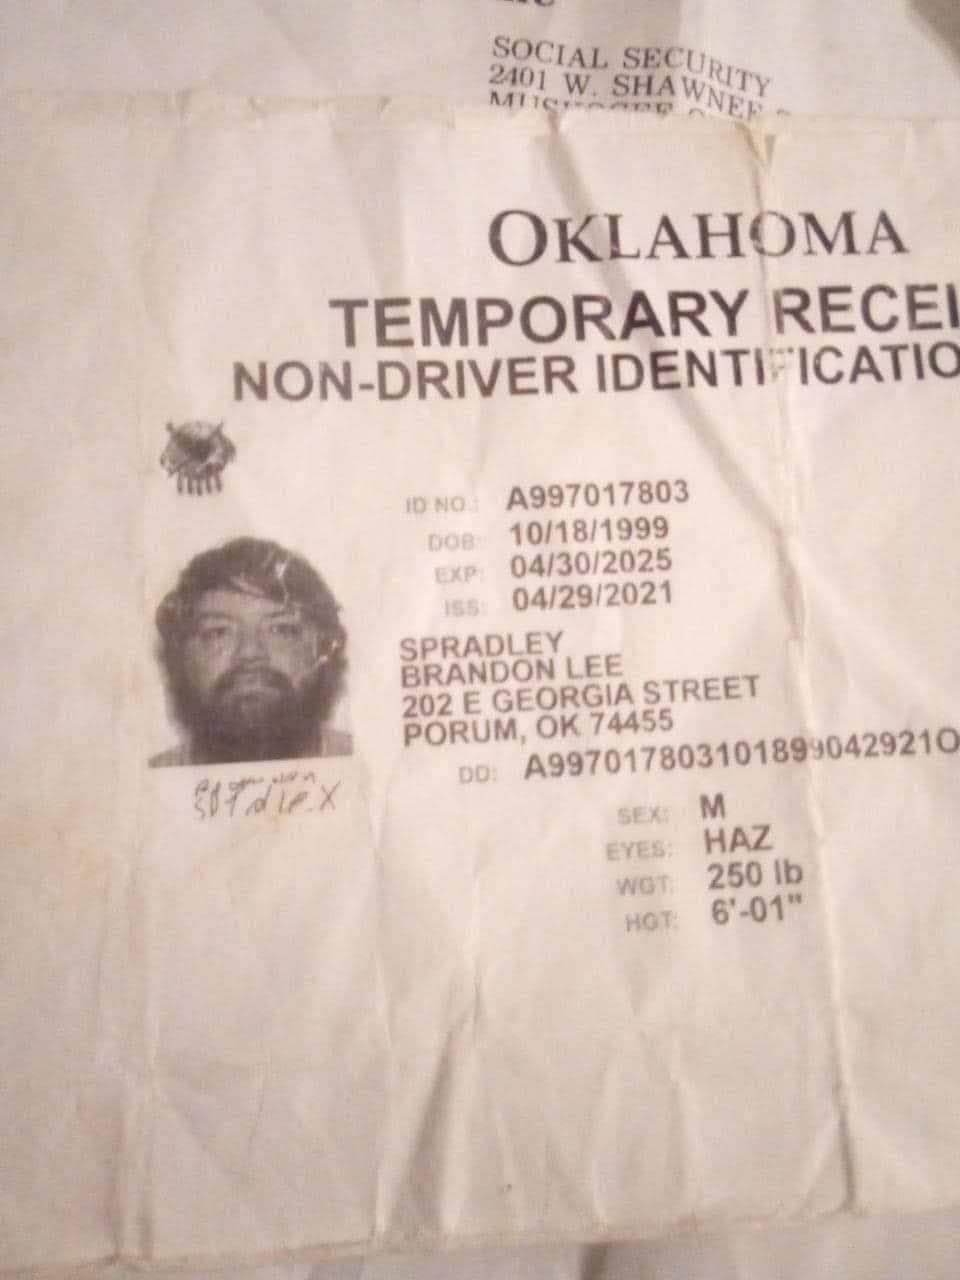 SOCIAL SECURITY
2401 W. SHAWNEE
OKLAHOMA
TEMPORARY RECEI
NON-DRIVER IDENTIFICATIO
ID NO.: A997017803
DOB: 10/18/1999
EXP: 04/30/2025
ISS: 04/29/2021
SPRADLEY
BRANDON LEE
202 E GEORGIA STREET
PORUM, OK 74455
DD: A9970178031018990429210
SEX: M
EYES: HAZ
WGT: 250 lb
HGT: 6'-01"